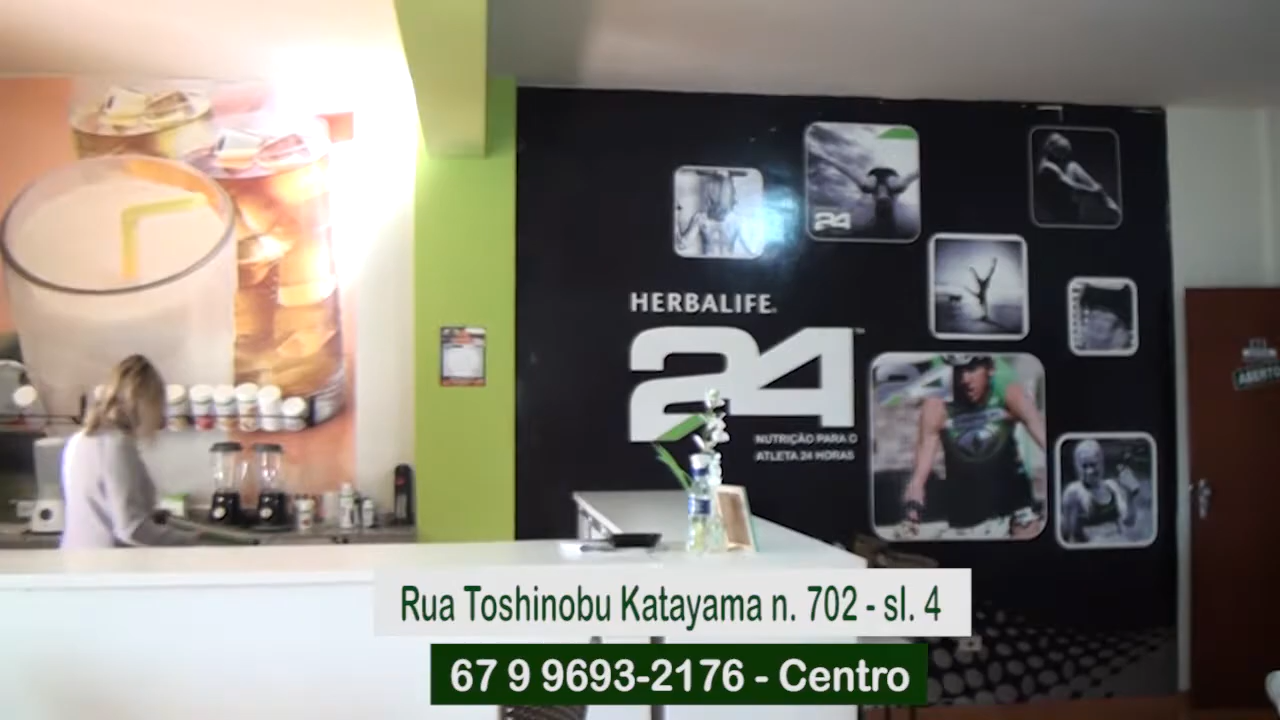 24
HERBALIFE
24
NUTRIÇÃO PARA O
ATLETA 24 HORAS
ABERTO
Rua Toshinobu Katayama n. 702 - sl. 4
67 9 9693-2176 - Centro